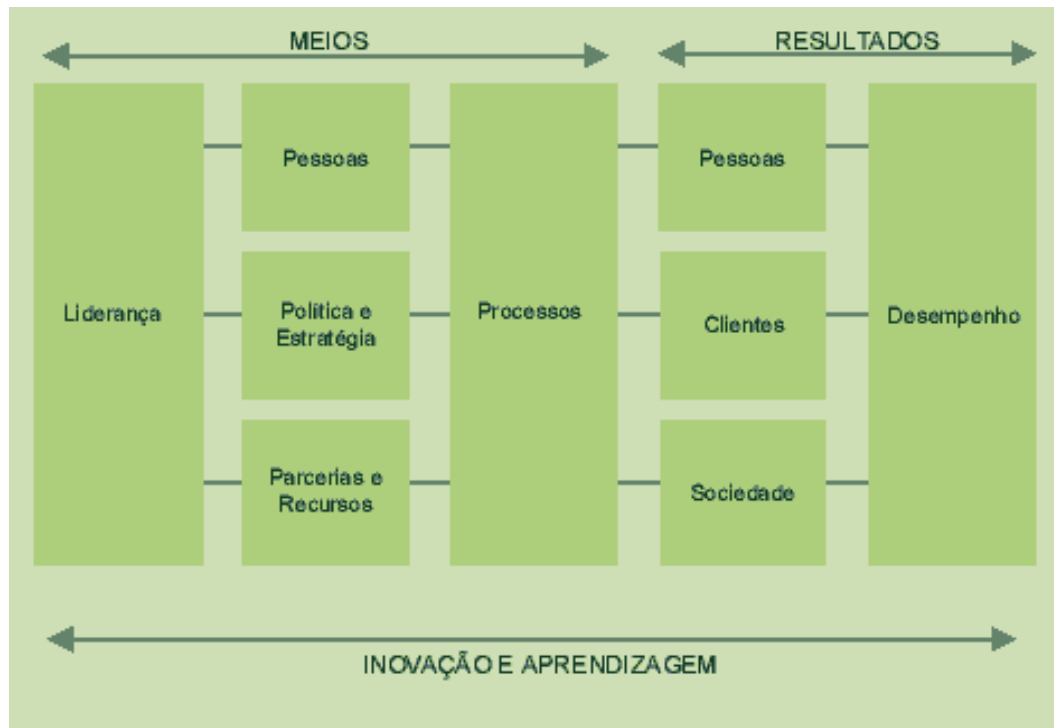 MEIOS
RESULTADOS
Liderança
Pessoas
Política e
Estratégia
Parcerias e
Recursos
Processos
Pessoas
Clientes
Sociedade
Desempenho
INOVAÇÃO E APRENDIZAGEM